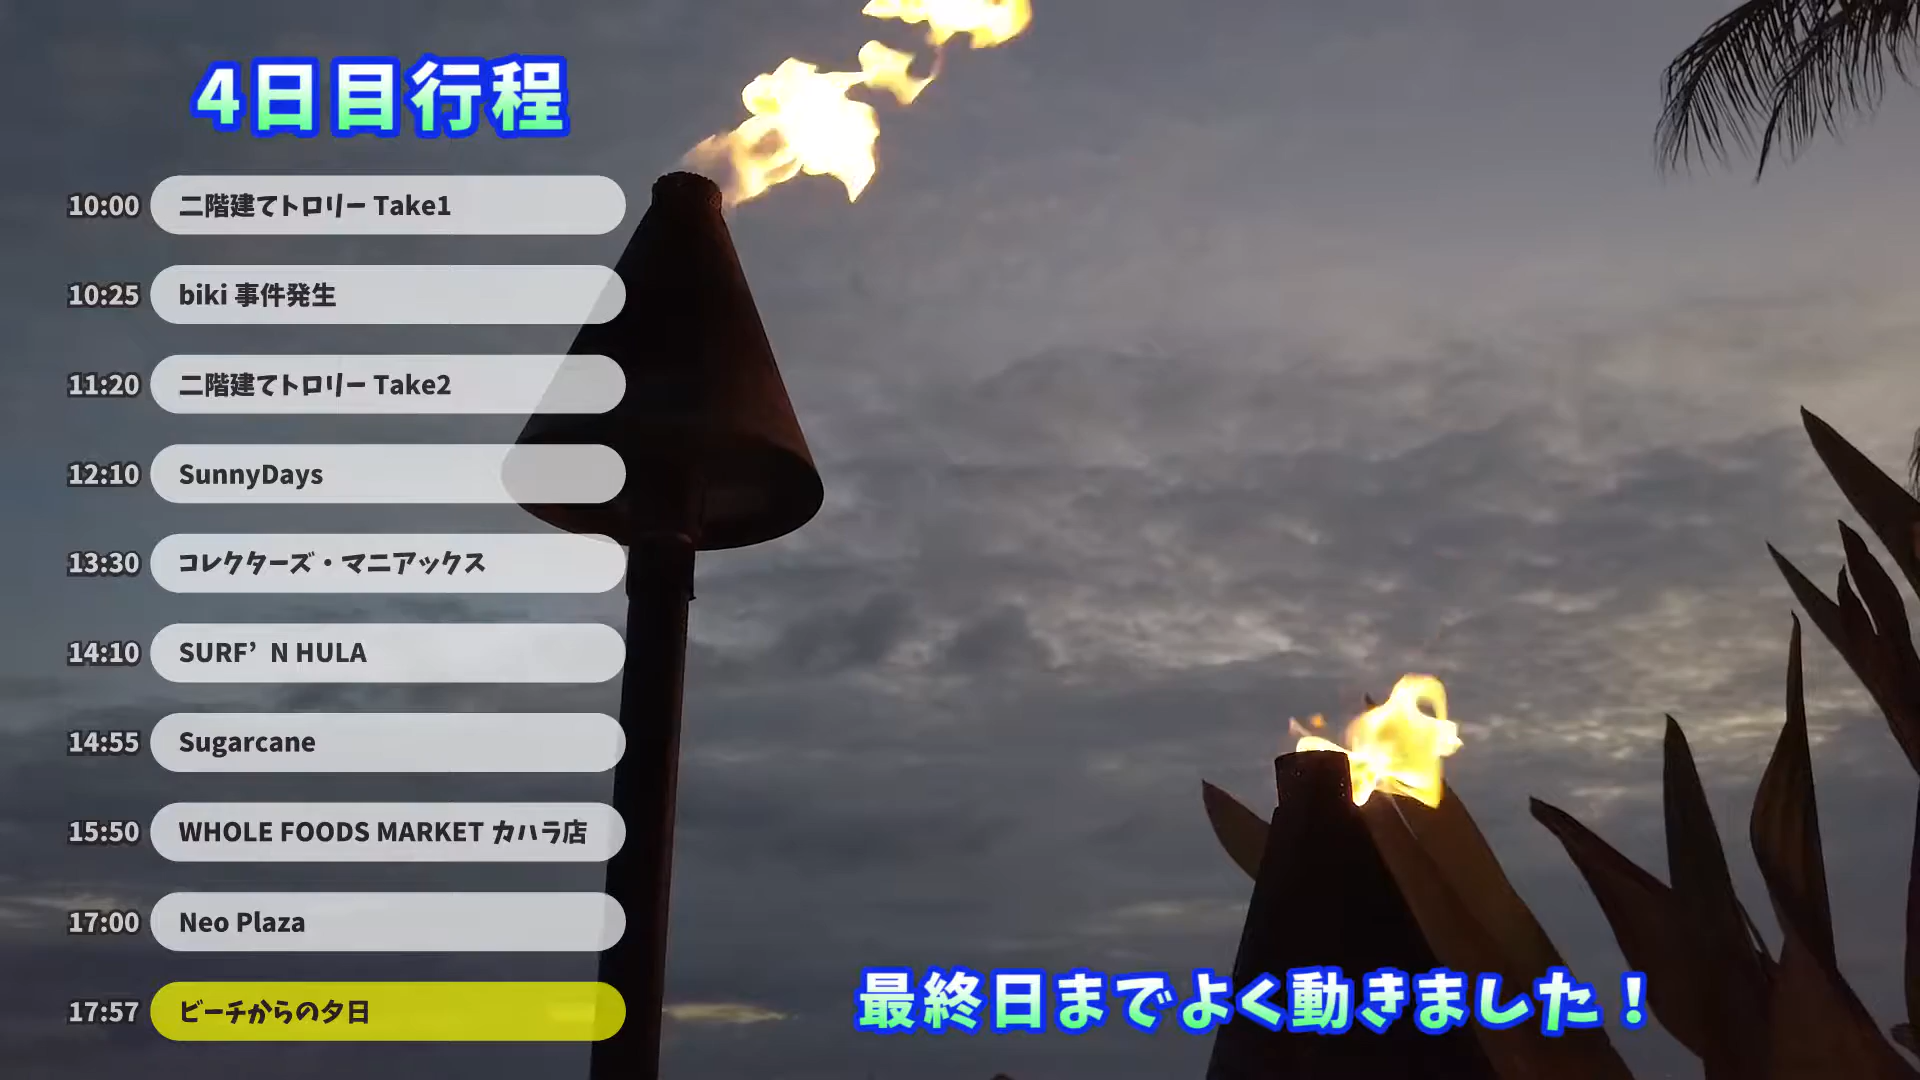 4日目行程
10:00 二階建てトロリー Take1
10:25 biki 事件発生
11:20 二階建てトロリー Take2
12:10 SunnyDays
13:30 コレクターズ・マニアックス
14:10 SURF’N HULA
14:55 Sugarcane
15:50 WHOLE FOODS MARKET カハラ店
17:00 Neo Plaza
17:57 ビーチからの夕日
最終日までよく動きました！